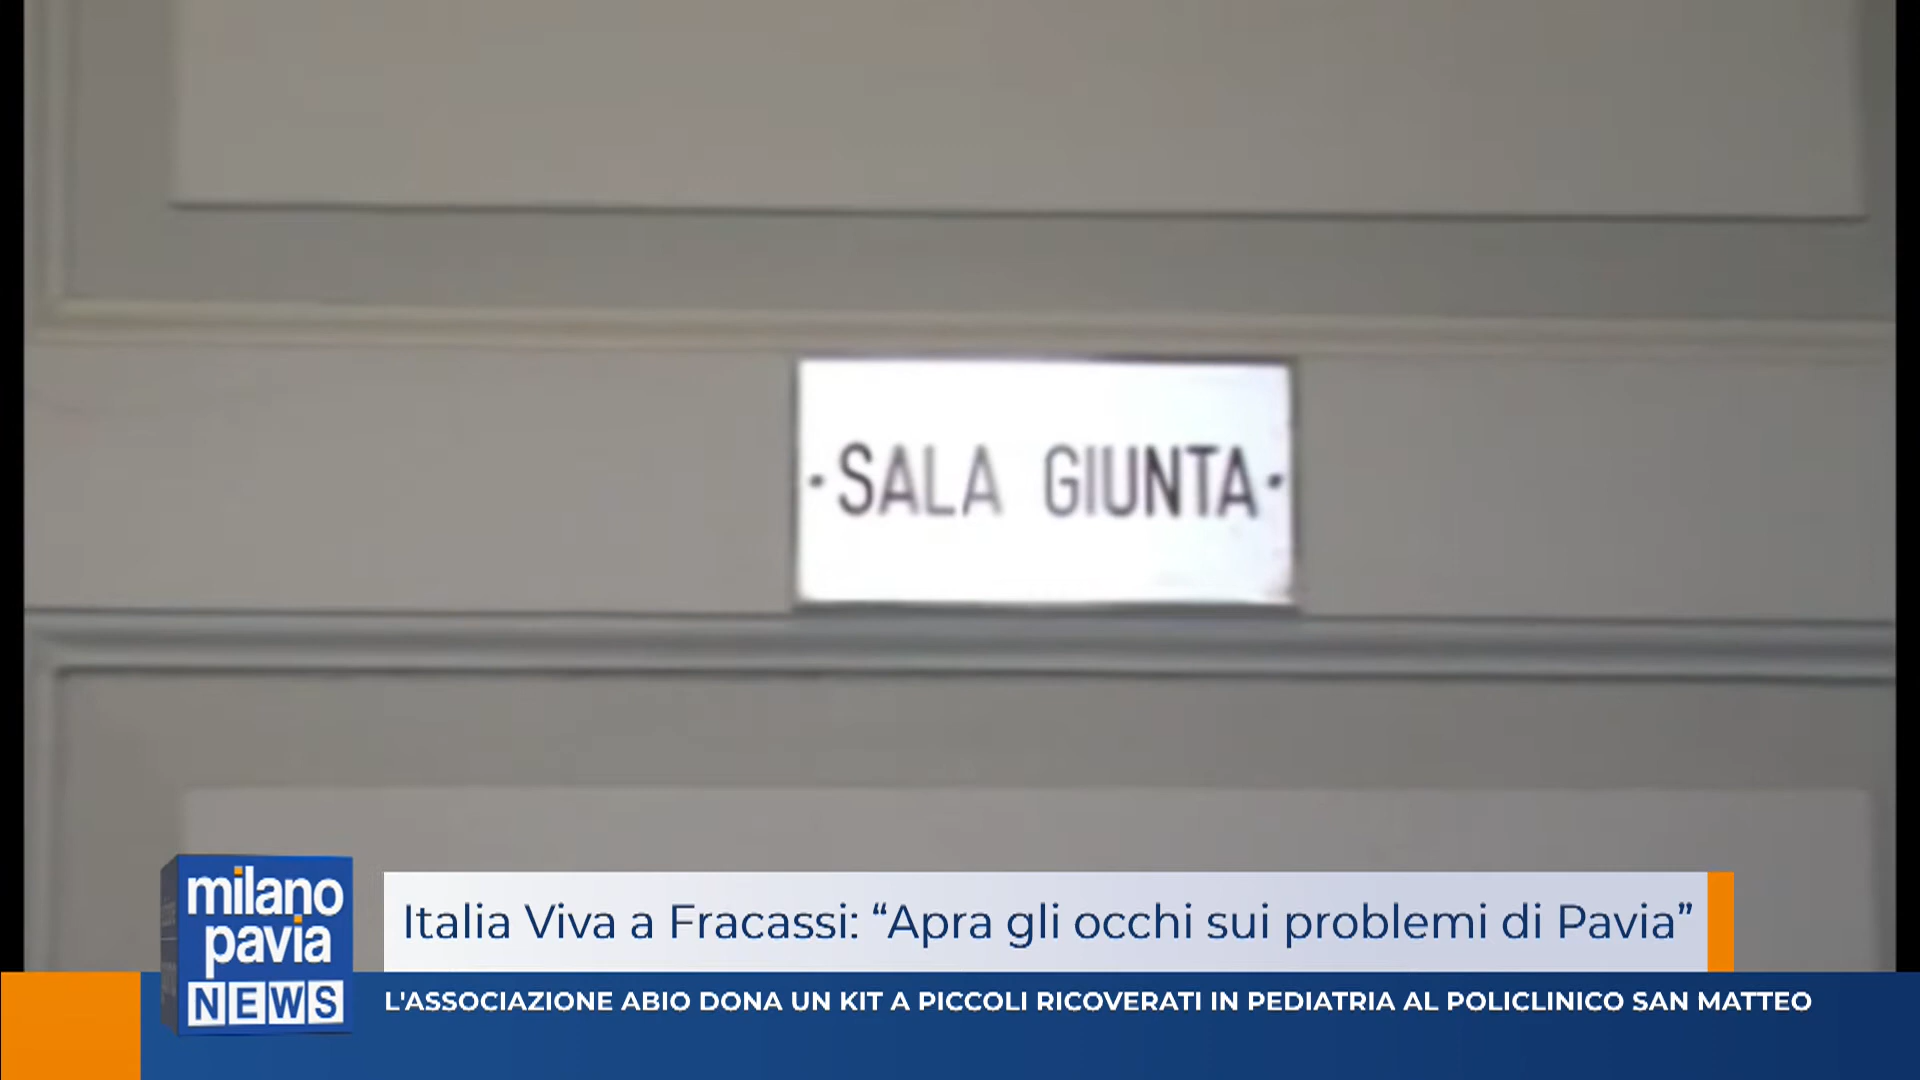 ·SALA GIUNTA·
milano
pavia
NEWS
Italia Viva a Fracassi: “Apra gli occhi sui problemi di Pavia”
L'ASSOCIAZIONE ABIO DONA UN KIT A PICCOLI RICOVERATI IN PEDIATRIA AL POLICLINICO SAN MATTEO